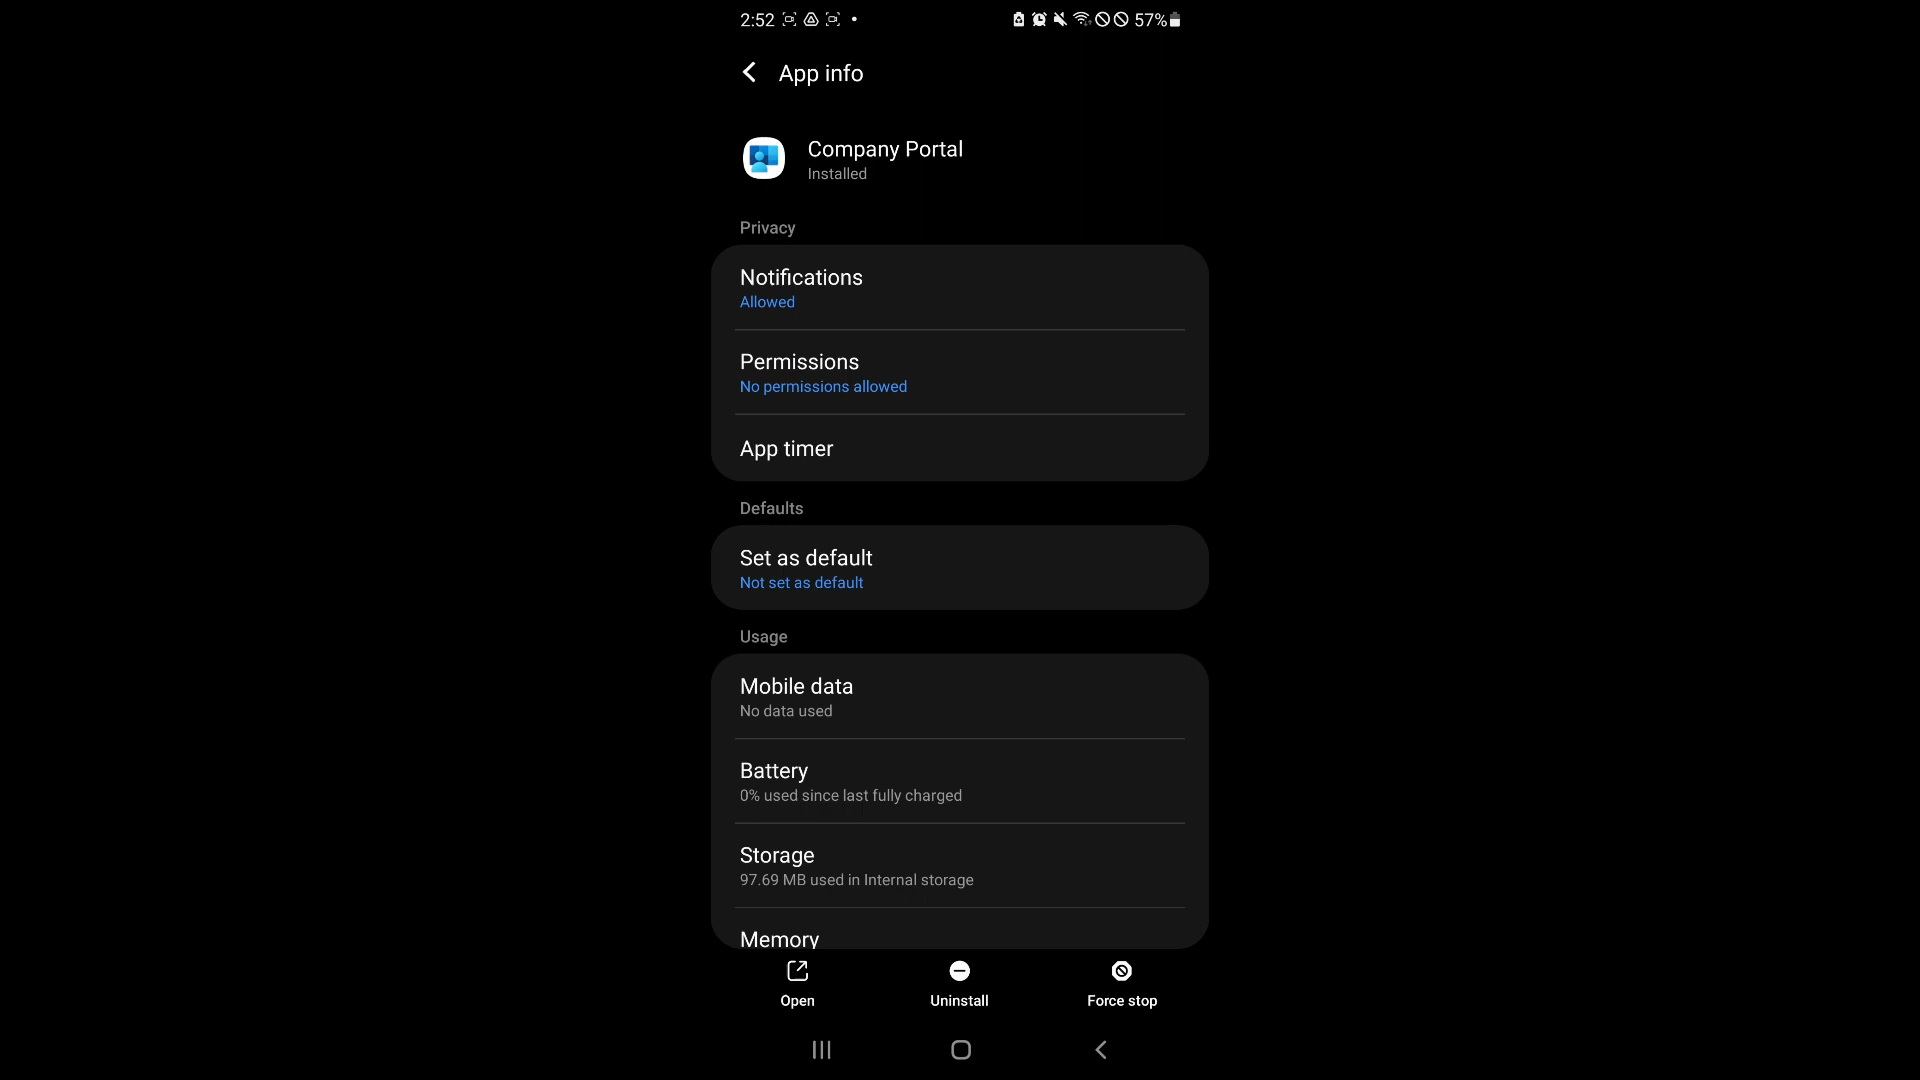 2:52
57%
App info
Company Portal
Installed
Privacy
Notifications
Allowed
Permissions
No permissions allowed
App timer
Defaults
Set as default
Not set as default
Usage
Mobile data
No data used
Battery
0% used since last fully charged
Storage
97.69 MB used in Internal storage
Memory
Open
Uninstall
Force stop